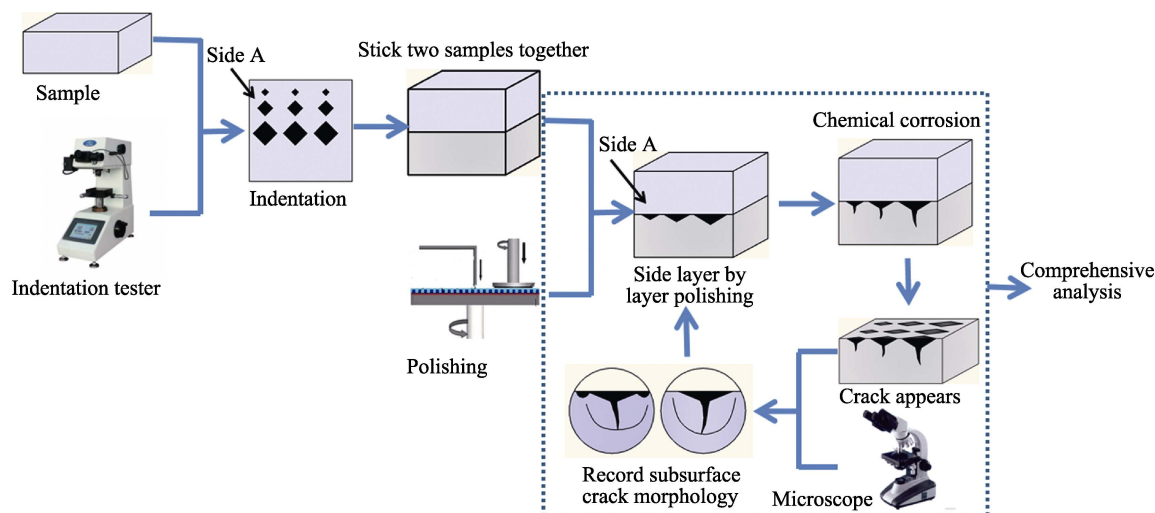 Sample
Indentation tester
Side A
Indentation
Stick two samples together
Polishing
Side A
Side layer by
layer polishing
Chemical corrosion
Crack appears
Microscope
Record subsurface
crack morphology
Comprehensive
analysis